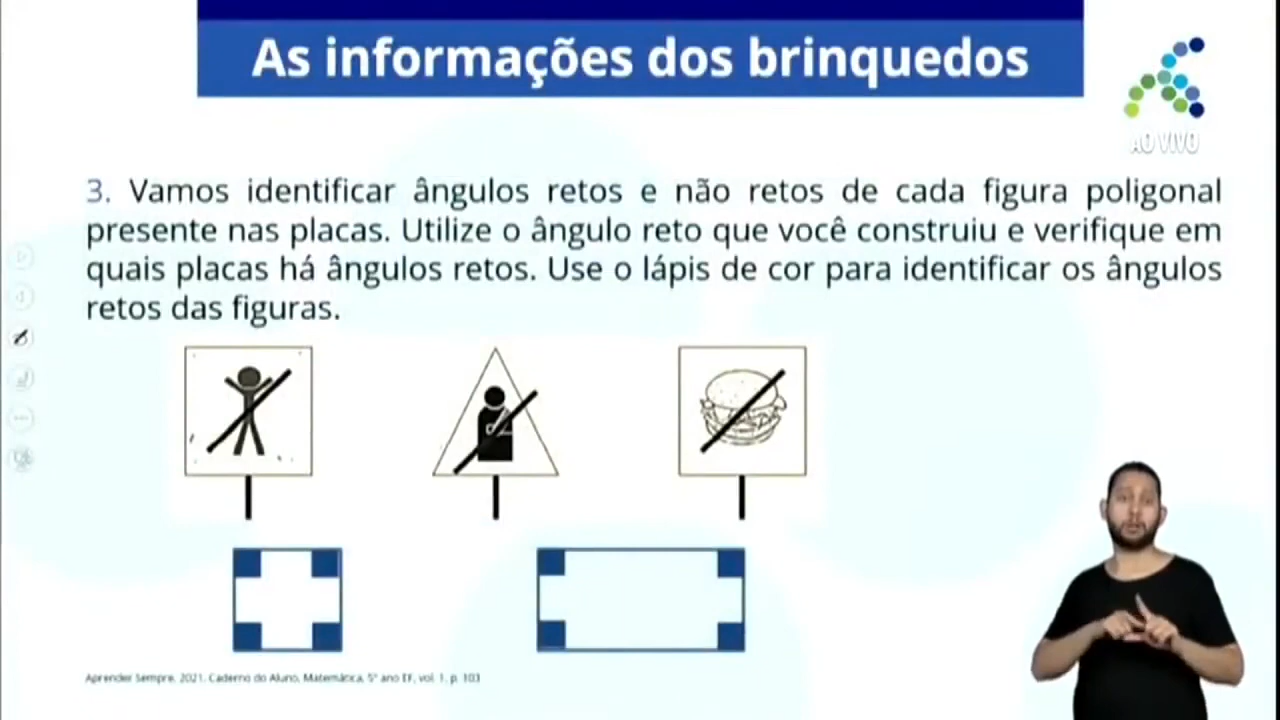 As informações dos brinquedos
AO VIVO
3. Vamos identificar ângulos retos e não retos de cada figura poligonal
presente nas placas. Utilize o ângulo reto que você construiu e verifique em
quais placas há ângulos retos. Use o lápis de cor para identificar os ângulos
retos das figuras.
Aprender Sempre, 2021. Caderno do Aluno, Matemática, 5º ano EF, vol. 1, p. 103